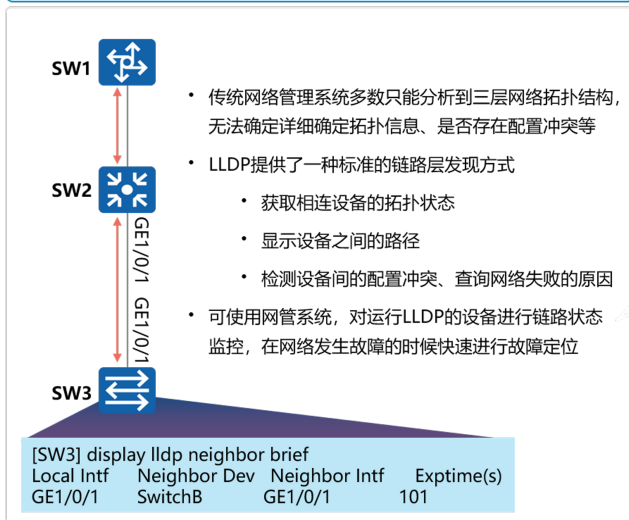 SW1
SW2
GE1/0/1
GE1/0/1
SW3
• 传统网络管理系统多数只能分析到三层网络拓扑结构，
无法确定详细确定拓扑信息、是否存在配置冲突等
• LLDP提供了一种标准的链路层发现方式
• 获取相连设备的拓扑状态
• 显示设备之间的路径
• 检测设备间的配置冲突、查询网络失败的原因
• 可使用网管系统，对运行LLDP的设备进行链路状态
监控，在网络发生故障的时候快速进行故障定位
[SW3] display lldp neighbor brief
Local Intf Neighbor Dev Neighbor Intf Exptime(s)
GE1/0/1 SwitchB GE1/0/1 101